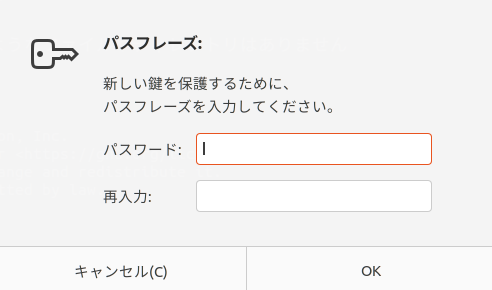 パスフレーズ:
新しい鍵を保護するために、
パスフレーズを入力してください。
パスワード:
再入力:
キャンセル(C)
OK